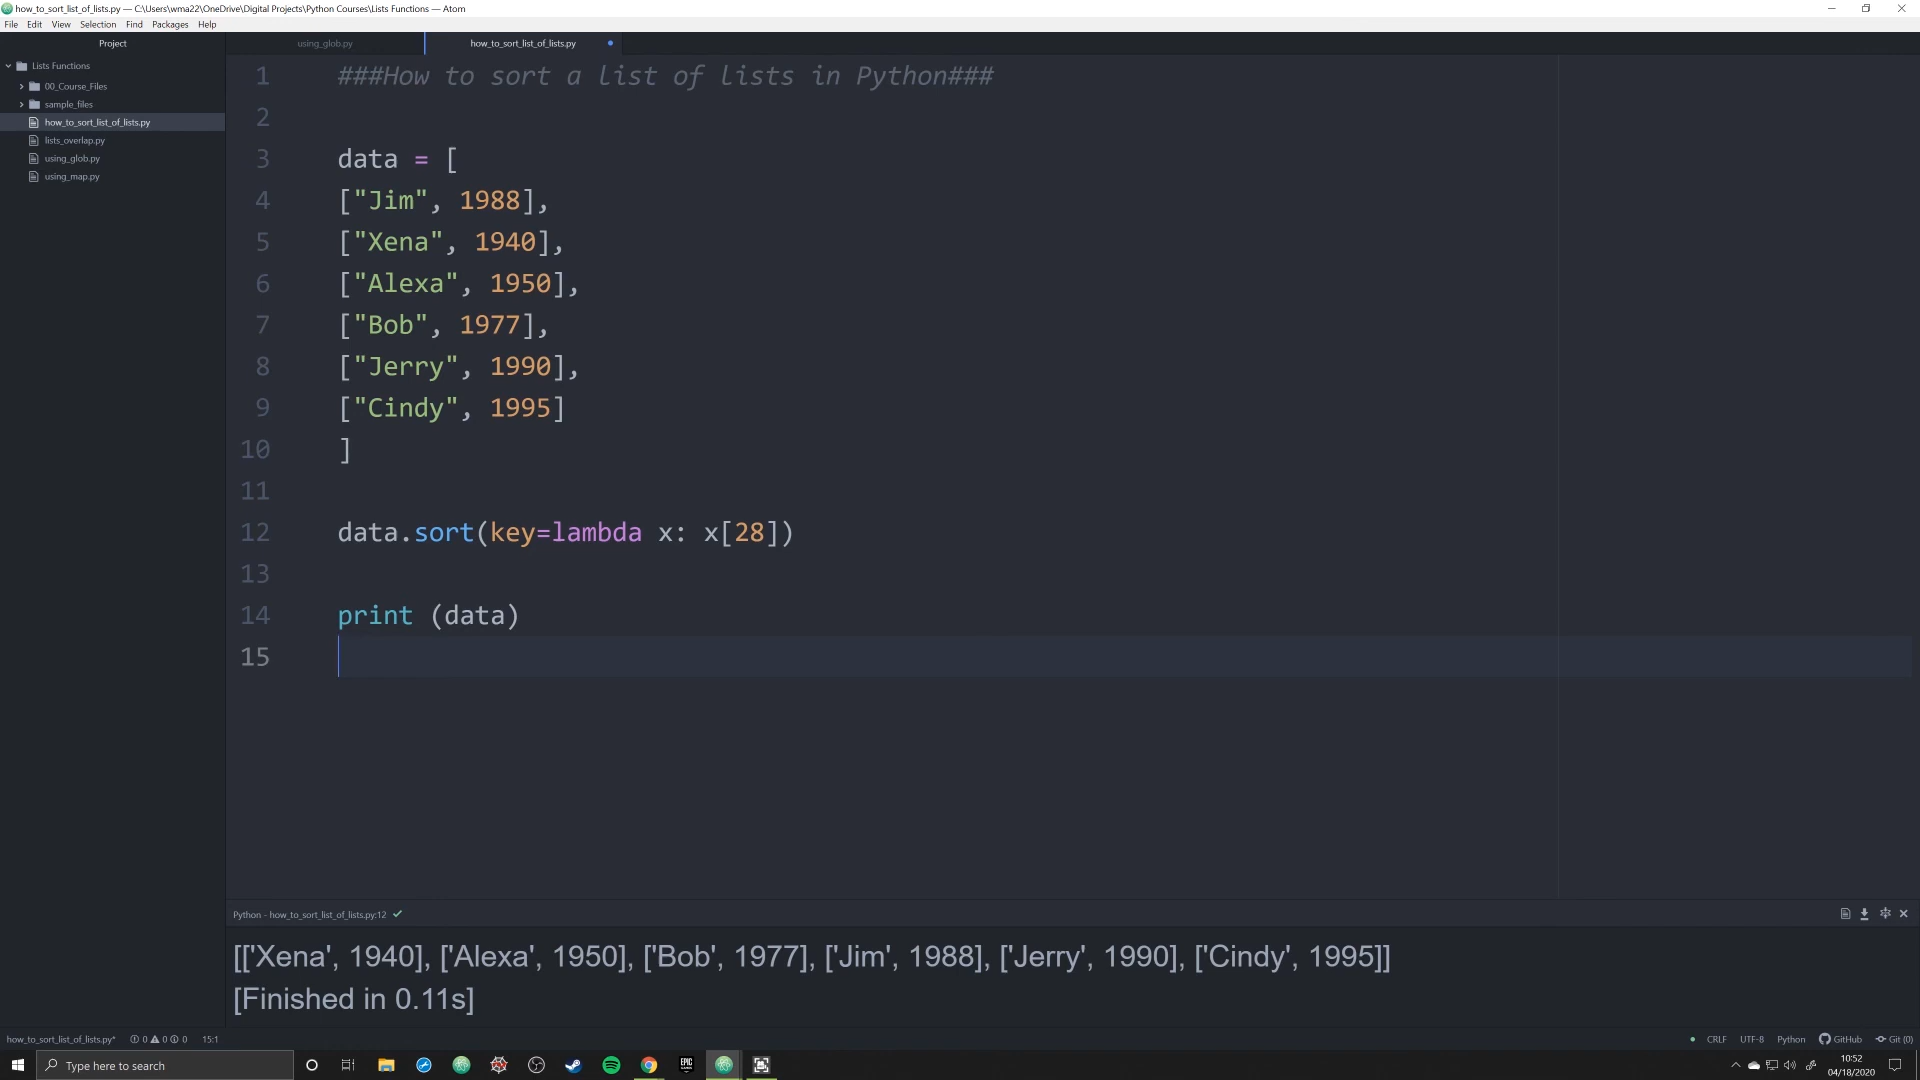 how_to_sort_list_of_lists.py — C:\Users\wma22\OneDrive\Digital Projects\Python Courses\Lists Functions — Atom
File Edit View Selection Find Packages Help
Project
using_glob.py how_to_sort_list_of_lists.py
Lists Functions
00_Course_Files
sample_files
how_to_sort_list_of_lists.py
lists_overlap.py
using_glob.py
using_map.py
1 ###How to sort a list of lists in Python###
2
3 data = [
4 ["Jim", 1988],
5 ["Xena", 1940],
6 ["Alexa", 1950],
7 ["Bob", 1977],
8 ["Jerry", 1990],
9 ["Cindy", 1995]
10 ]
11
12 data.sort(key=lambda x: x[28])
13
14 print (data)
15
Python - how_to_sort_list_of_lists.py:12
[['Xena', 1940], ['Alexa', 1950], ['Bob', 1977], ['Jim', 1988], ['Jerry', 1990], ['Cindy', 1995]]
[Finished in 0.11s]
how_to_sort_list_of_lists.py* 0 0 0 15:1 CRLF UTF-8 Python GitHub Git (0)
Type here to search
EPIC GAMES
10:52
04/18/2020